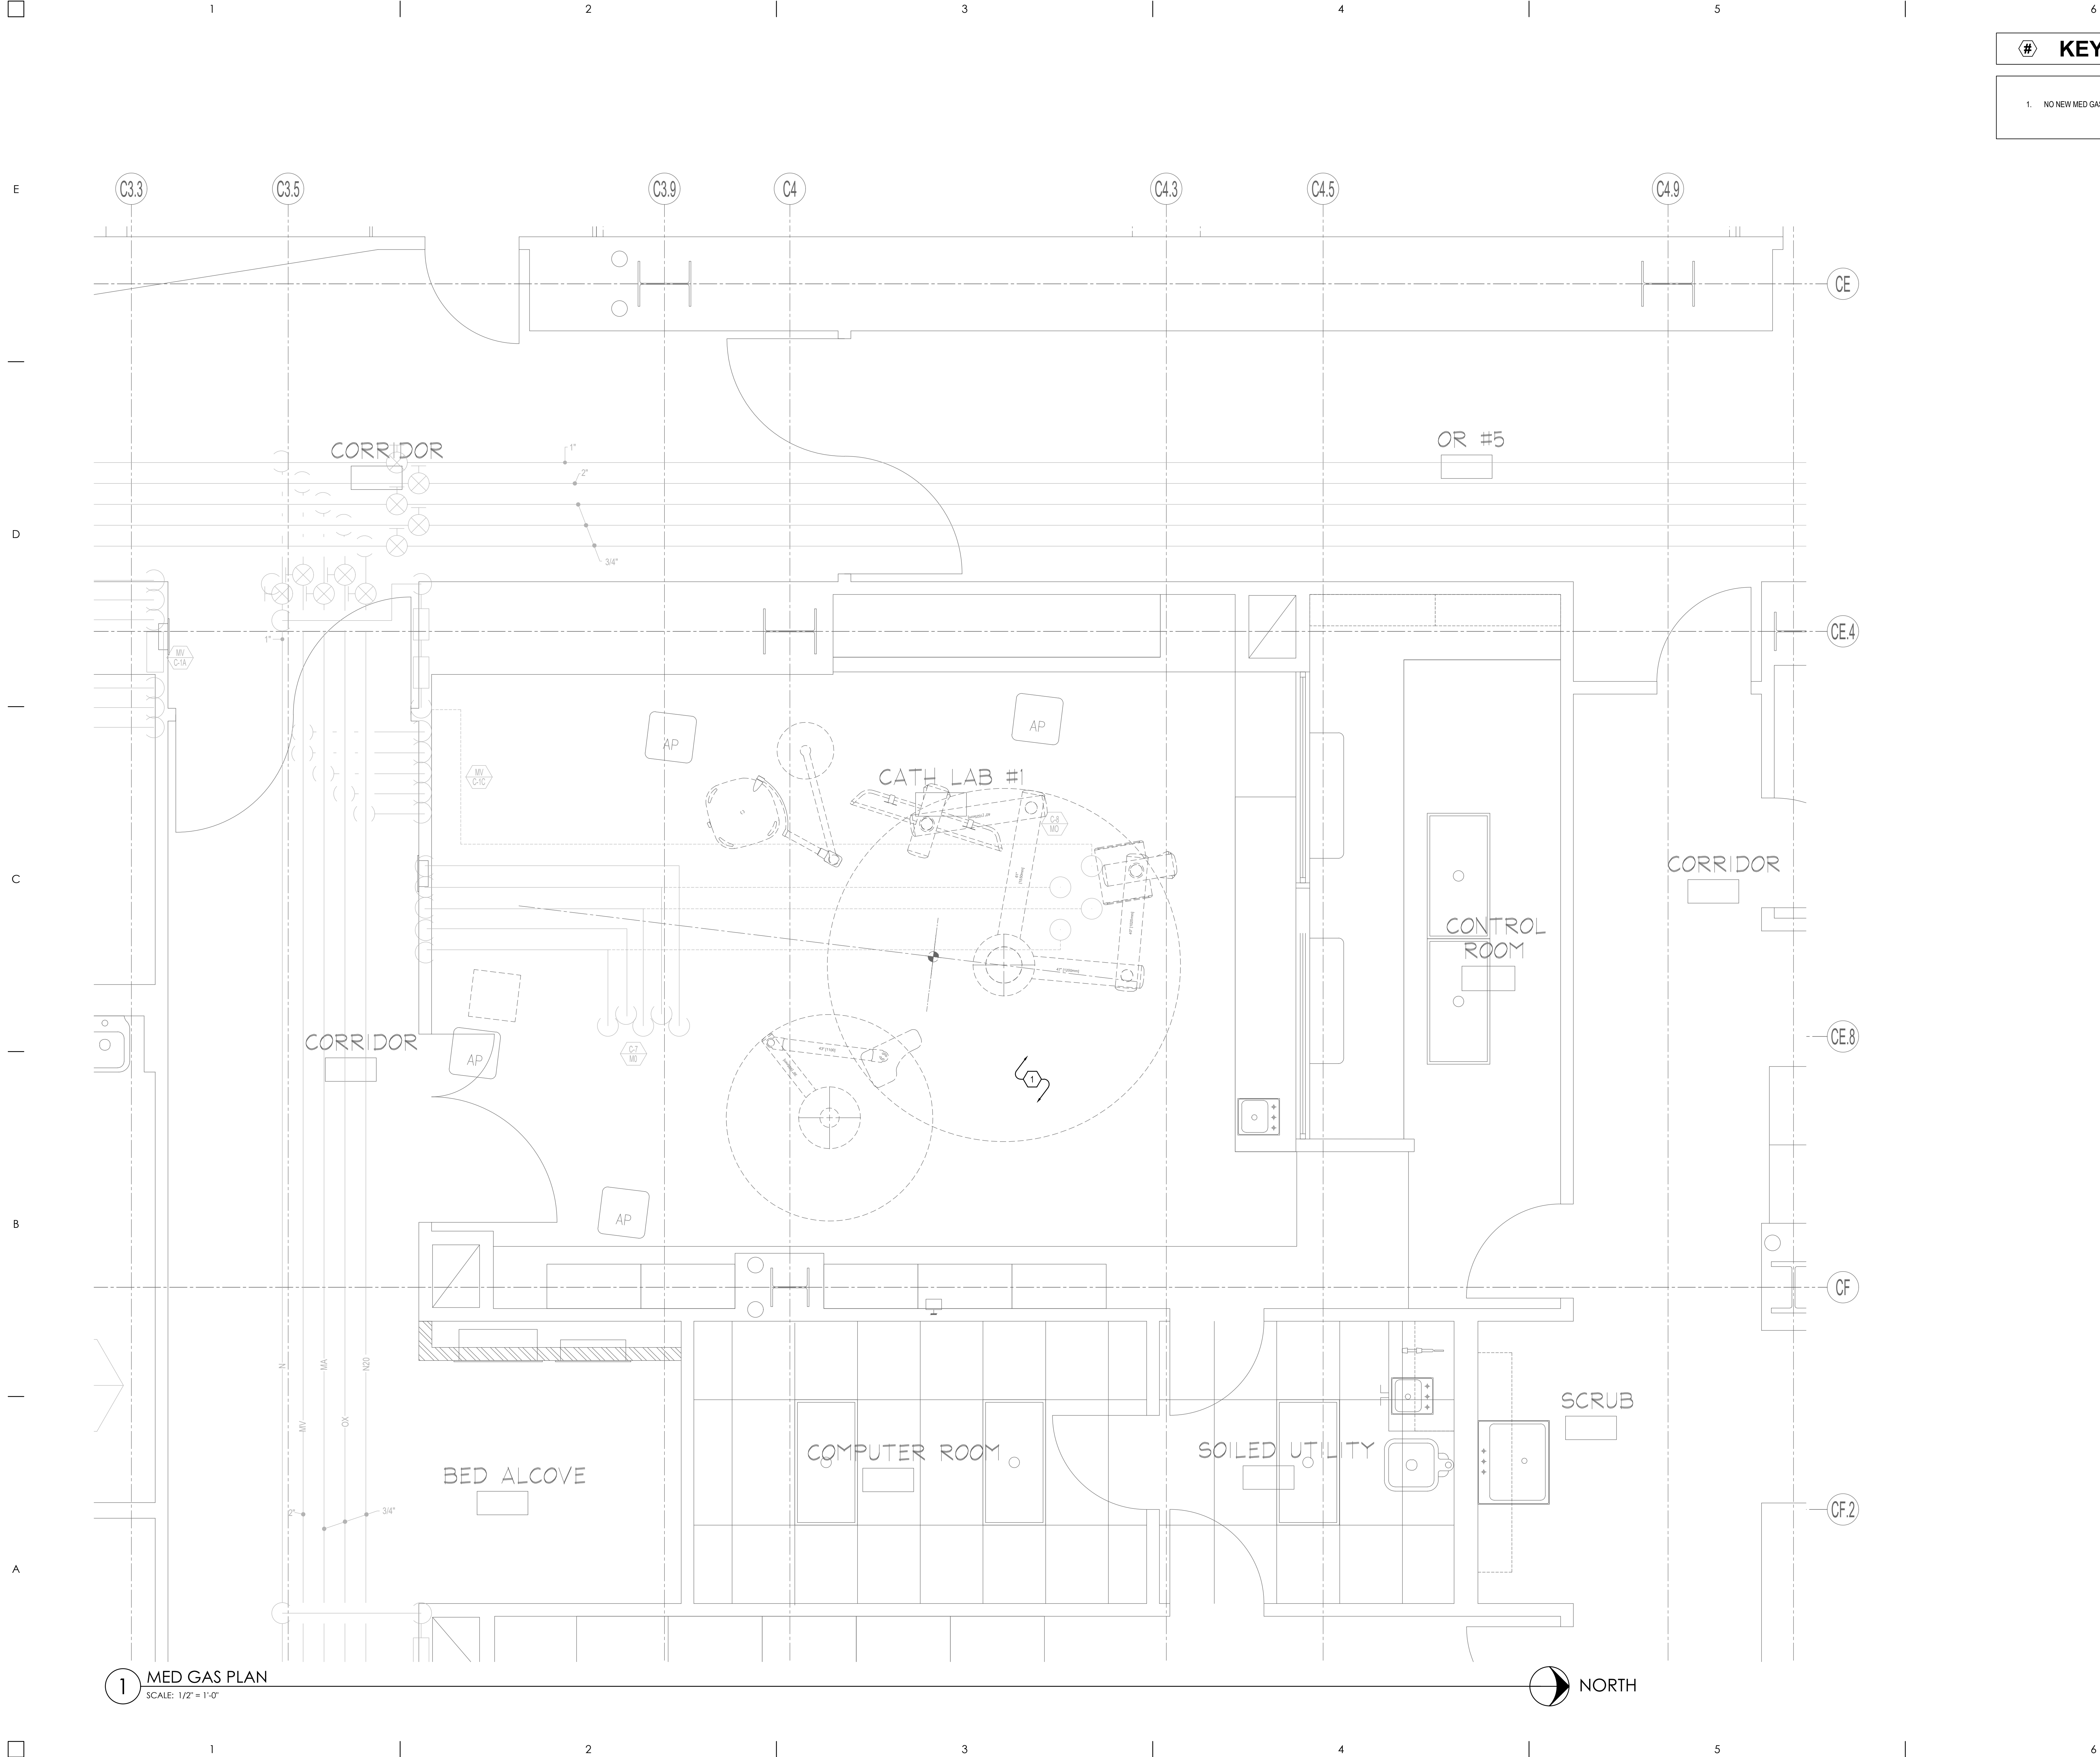 1 2 3 4 5 6
# KEY
1. NO NEW MED GAS
E
C3.3 C3.5 C3.9 C4 C4.3 C4.5 C4.9
CE
CORRIDOR
1"
2"
OR #5
D
3/4"
1"
CE.4
MV
C-1A
AP
AP
MV
C-1C
CATH LAB #1
C-8
MO
C
CORRIDOR
CONTROL
ROOM
CORRIDOR
AP
C-7
M0
1
CE.8
B
AP
CF
N
MA
N20
MV
OX
SCRUB
COMPUTER ROOM
SOILED UTILITY
BED ALCOVE
2"
3/4"
CF.2
A
1
MED GAS PLAN
SCALE: 1/2" = 1'-0"
NORTH
1 2 3 4 5 6